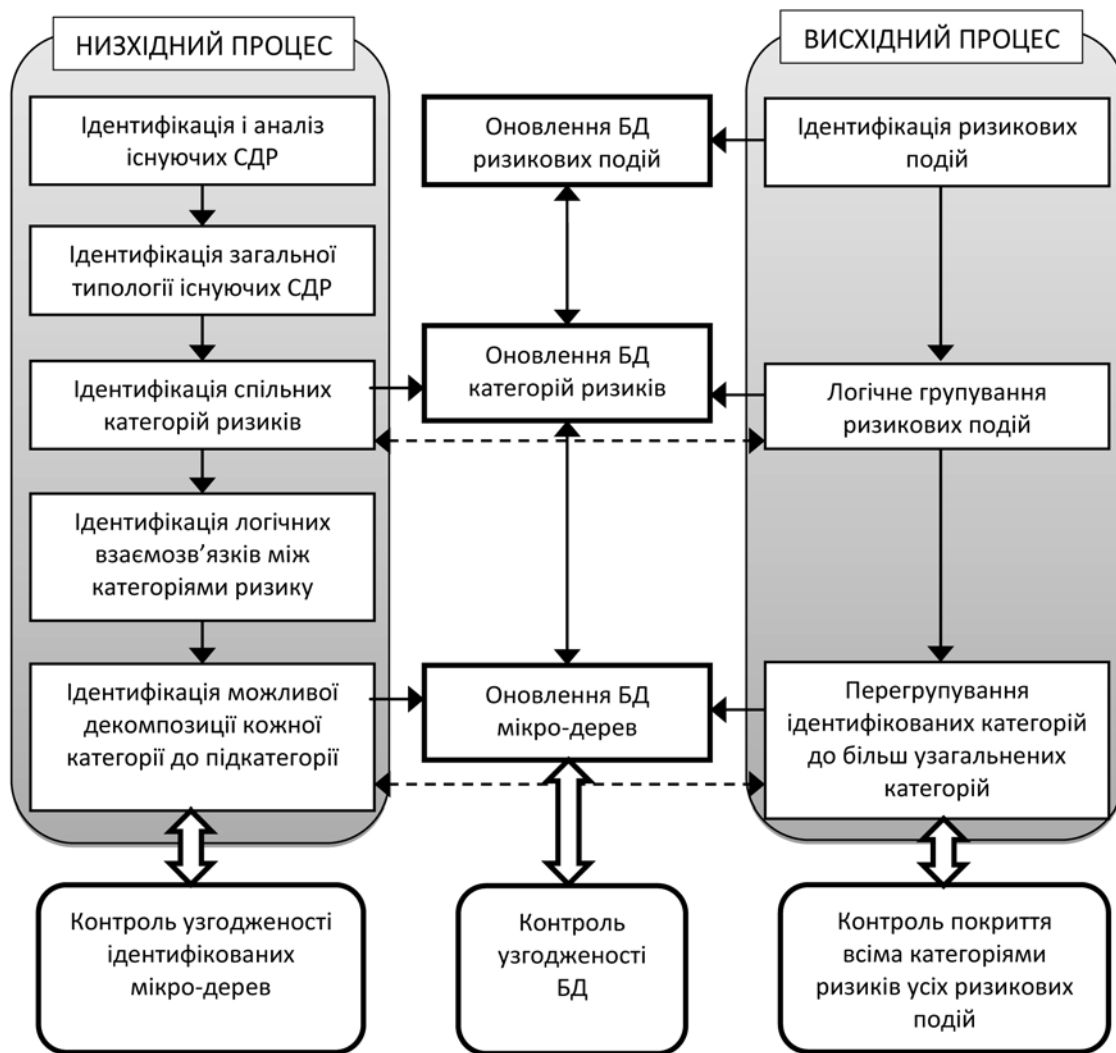 НИЗХІДНИЙ ПРОЦЕС
Ідентифікація і аналіз
існуючих СДР
Ідентифікація загальної
типології існуючих СДР
Ідентифікація спільних
категорій ризиків
Ідентифікація логічних
взаємозв’язків між
категоріями ризику
Ідентифікація можливої
декомпозиції кожної
категорії до підкатегорії
Контроль узгодженості
ідентифікованих
мікро-дерев
Оновлення БД
ризикових подій
Оновлення БД
категорій ризиків
Оновлення БД
мікро-дерев
Контроль
узгодженості
БД
ВИСХІДНИЙ ПРОЦЕС
Ідентифікація ризикових
подій
Логічне групування
ризикових подій
Перегрупування
ідентифікованих категорій
до більш узагальнених
категорій
Контроль покриття
всіма категоріями
ризиків усіх ризикових
подій